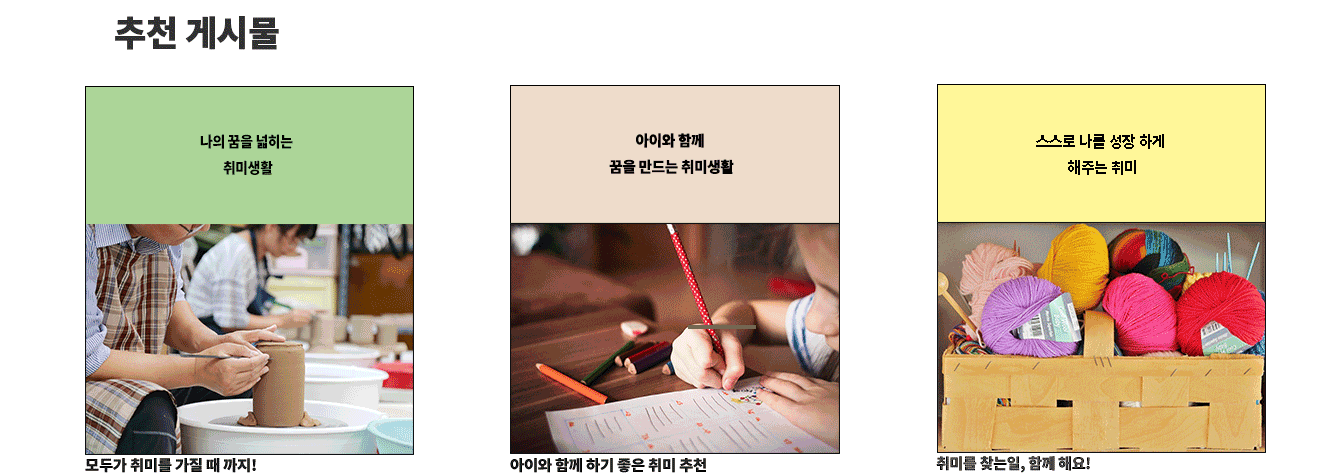 추천 게시물
나의 꿈을 넓히는
취미생활
아이와 함께
꿈을 만드는 취미생활
스스로 나를 성장 하게
해주는 취미
모두가 취미를 가질 때 까지!
아이와 함께 하기 좋은 취미 추천
취미를 찾는일, 함께 해요!